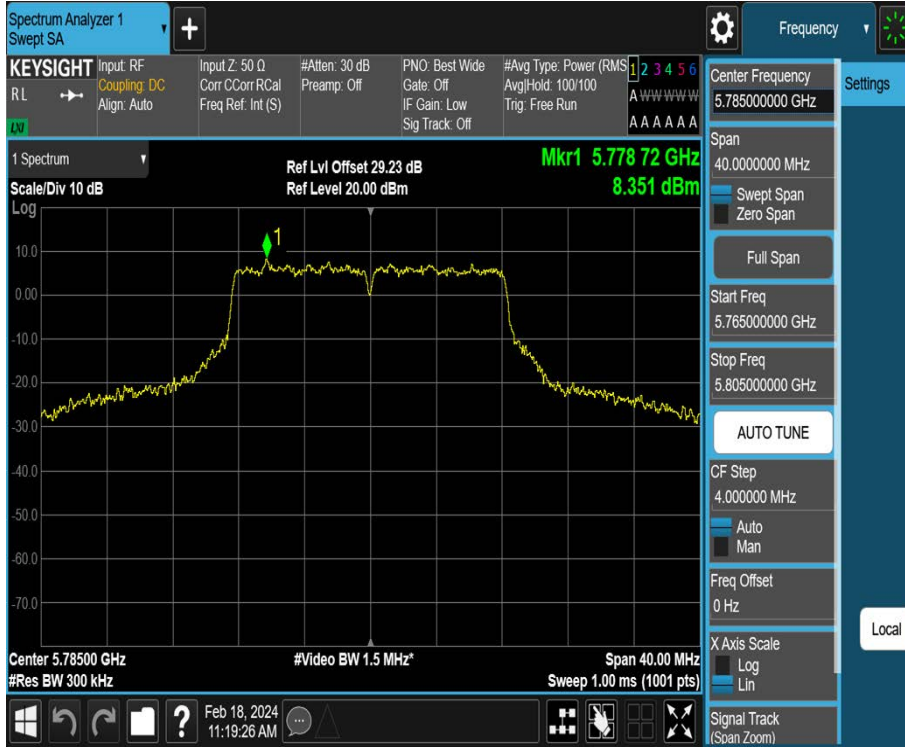 Spectrum Analyzer 1
Swept SA
+
Frequency
KEYSIGHT
R L
LXI
Input: RF
Coupling: DC
Align: Auto
Input Z: 50 Ω
Corr CCorr RCal
Freq Ref: Int (S)
#Atten: 30 dB
Preamp: Off
PNO: Best Wide
Gate: Off
IF Gain: Low
Sig Track: Off
#Avg Type: Power (RMS
Avg|Hold: 100/100
Trig: Free Run
1 2 3 4 5 6
A W W W W W
A A A A A A
1 Spectrum
Scale/Div 10 dB
Log
Ref Lvl Offset 29.23 dB
Ref Level 20.00 dBm
Mkr1 5.778 72 GHz
8.351 dBm
1
10.0
0.00
-10.0
-20.0
-30.0
-40.0
-50.0
-60.0
-70.0
Center 5.78500 GHz
#Res BW 300 kHz
#Video BW 1.5 MHz*
Span 40.00 MHz
Sweep 1.00 ms (1001 pts)
Center Frequency
5.785000000 GHz
Span
40.0000000 MHz
Swept Span
Zero Span
Full Span
Start Freq
5.765000000 GHz
Stop Freq
5.805000000 GHz
AUTO TUNE
CF Step
4.000000 MHz
Auto
Man
Freq Offset
0 Hz
X Axis Scale
Log
Lin
Signal Track
(Span Zoom)
Settings
Local
?
Feb 18, 2024
11:19:26 AM